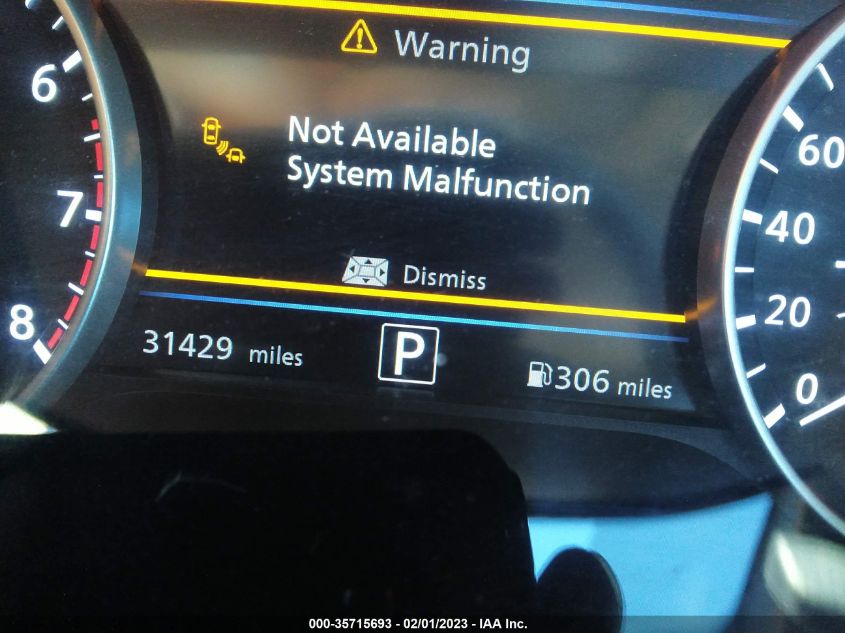 Warning
Not Available
System Malfunction
Dismiss
31429 miles
P
306 miles
6
7
8
60
40
20
0
000-35715693 - 02/01/2023 - IAA Inc.